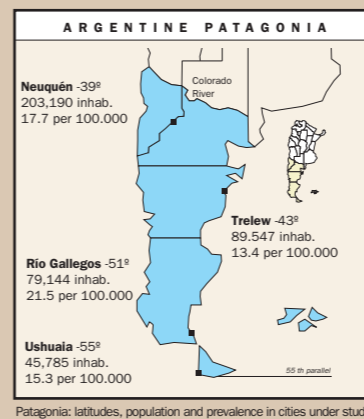 ARGENTINE PATAGONIA
Neuquén -39º
203,190 inhab.
17.7 per 100.000
Colorado
River
Trelew -43º
89.547 inhab.
13.4 per 100.000
Río Gallegos -51º
79,144 inhab.
21.5 per 100.000
Ushuaia -55º
45,785 inhab.
15.3 per 100.000
55 th parallel
Patagonia: latitudes, population and prevalence in cities under stud